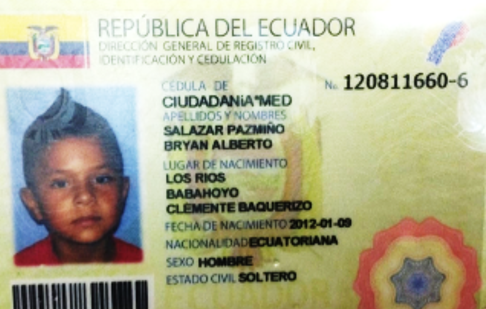 REPÚBLICA DEL ECUADOR
DIRECCIÓN GENERAL DE REGISTRO CIVIL,
IDENTIFICACIÓN Y CEDULACIÓN
CÉDULA DE No. 120811660-6
CIUDADANIA*MED
APELLIDOS Y NOMBRES
SALAZAR PAZMIÑO
BRYAN ALBERTO
LUGAR DE NACIMIENTO
LOS RIOS
BABAHOYO
CLEMENTE BAQUERIZO
FECHA DE NACIMIENTO 2012-01-09
NACIONALIDAD ECUATORIANA
SEXO HOMBRE
ESTADO CIVIL SOLTERO